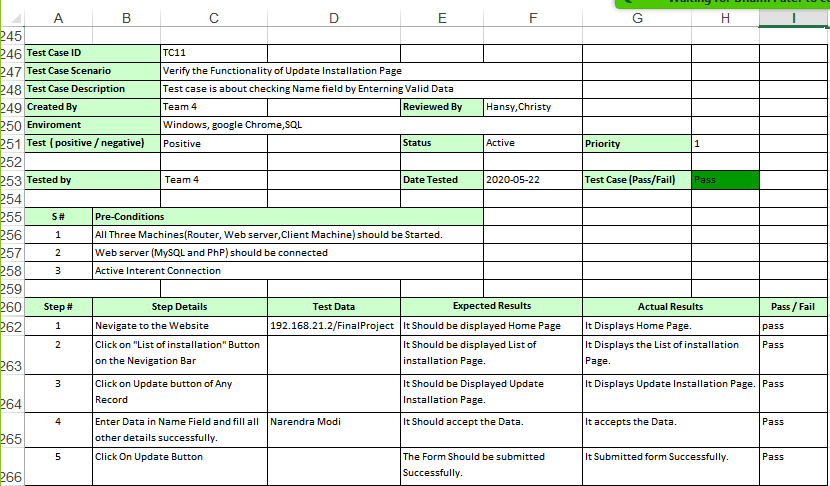 A B C D E F G H I
245
246 Test Case ID TC11
247 Test Case Scenario Verify the Functionality of Update Installation Page
248 Test Case Description Test case is about checking Name field by Enterning Valid Data
249 Created By Team 4 Reviewed By Hansy,Christy
250 Enviroment Windows, google Chrome,SQL
251 Test ( positive / negative) Positive Status Active Priority 1
252
253 Tested by Team 4 Date Tested 2020-05-22 Test Case (Pass/Fail) Pass
254
255 S # Pre-Conditions
256 1 All Three Machines(Router, Web server,Client Machine) should be Started.
257 2 Web server (MySQL and PhP) should be connected
258 3 Active Interent Connection
259
260 Step # Step Details Test Data Expected Results Actual Results Pass / Fail
262 1 Nevigate to the Website 192.168.21.2/FinalProject It Should be displayed Home Page It Displays Home Page. pass
2 Click on "List of installation" Button It Should be displayed List of It Displays the List of installation Pass
263 on the Nevigation Bar installation Page. Page.
3 Click on Update button of Any It Should be Displayed Update It Displays Update Installation Page. Pass
264 Record Installation Page.
4 Enter Data in Name Field and fill all Narendra Modi It Should accept the Data. It accepts the Data. Pass
265 other details successfully.
5 Click On Update Button The Form Should be submitted It Submitted form Successfully. Pass
266 Successfully.